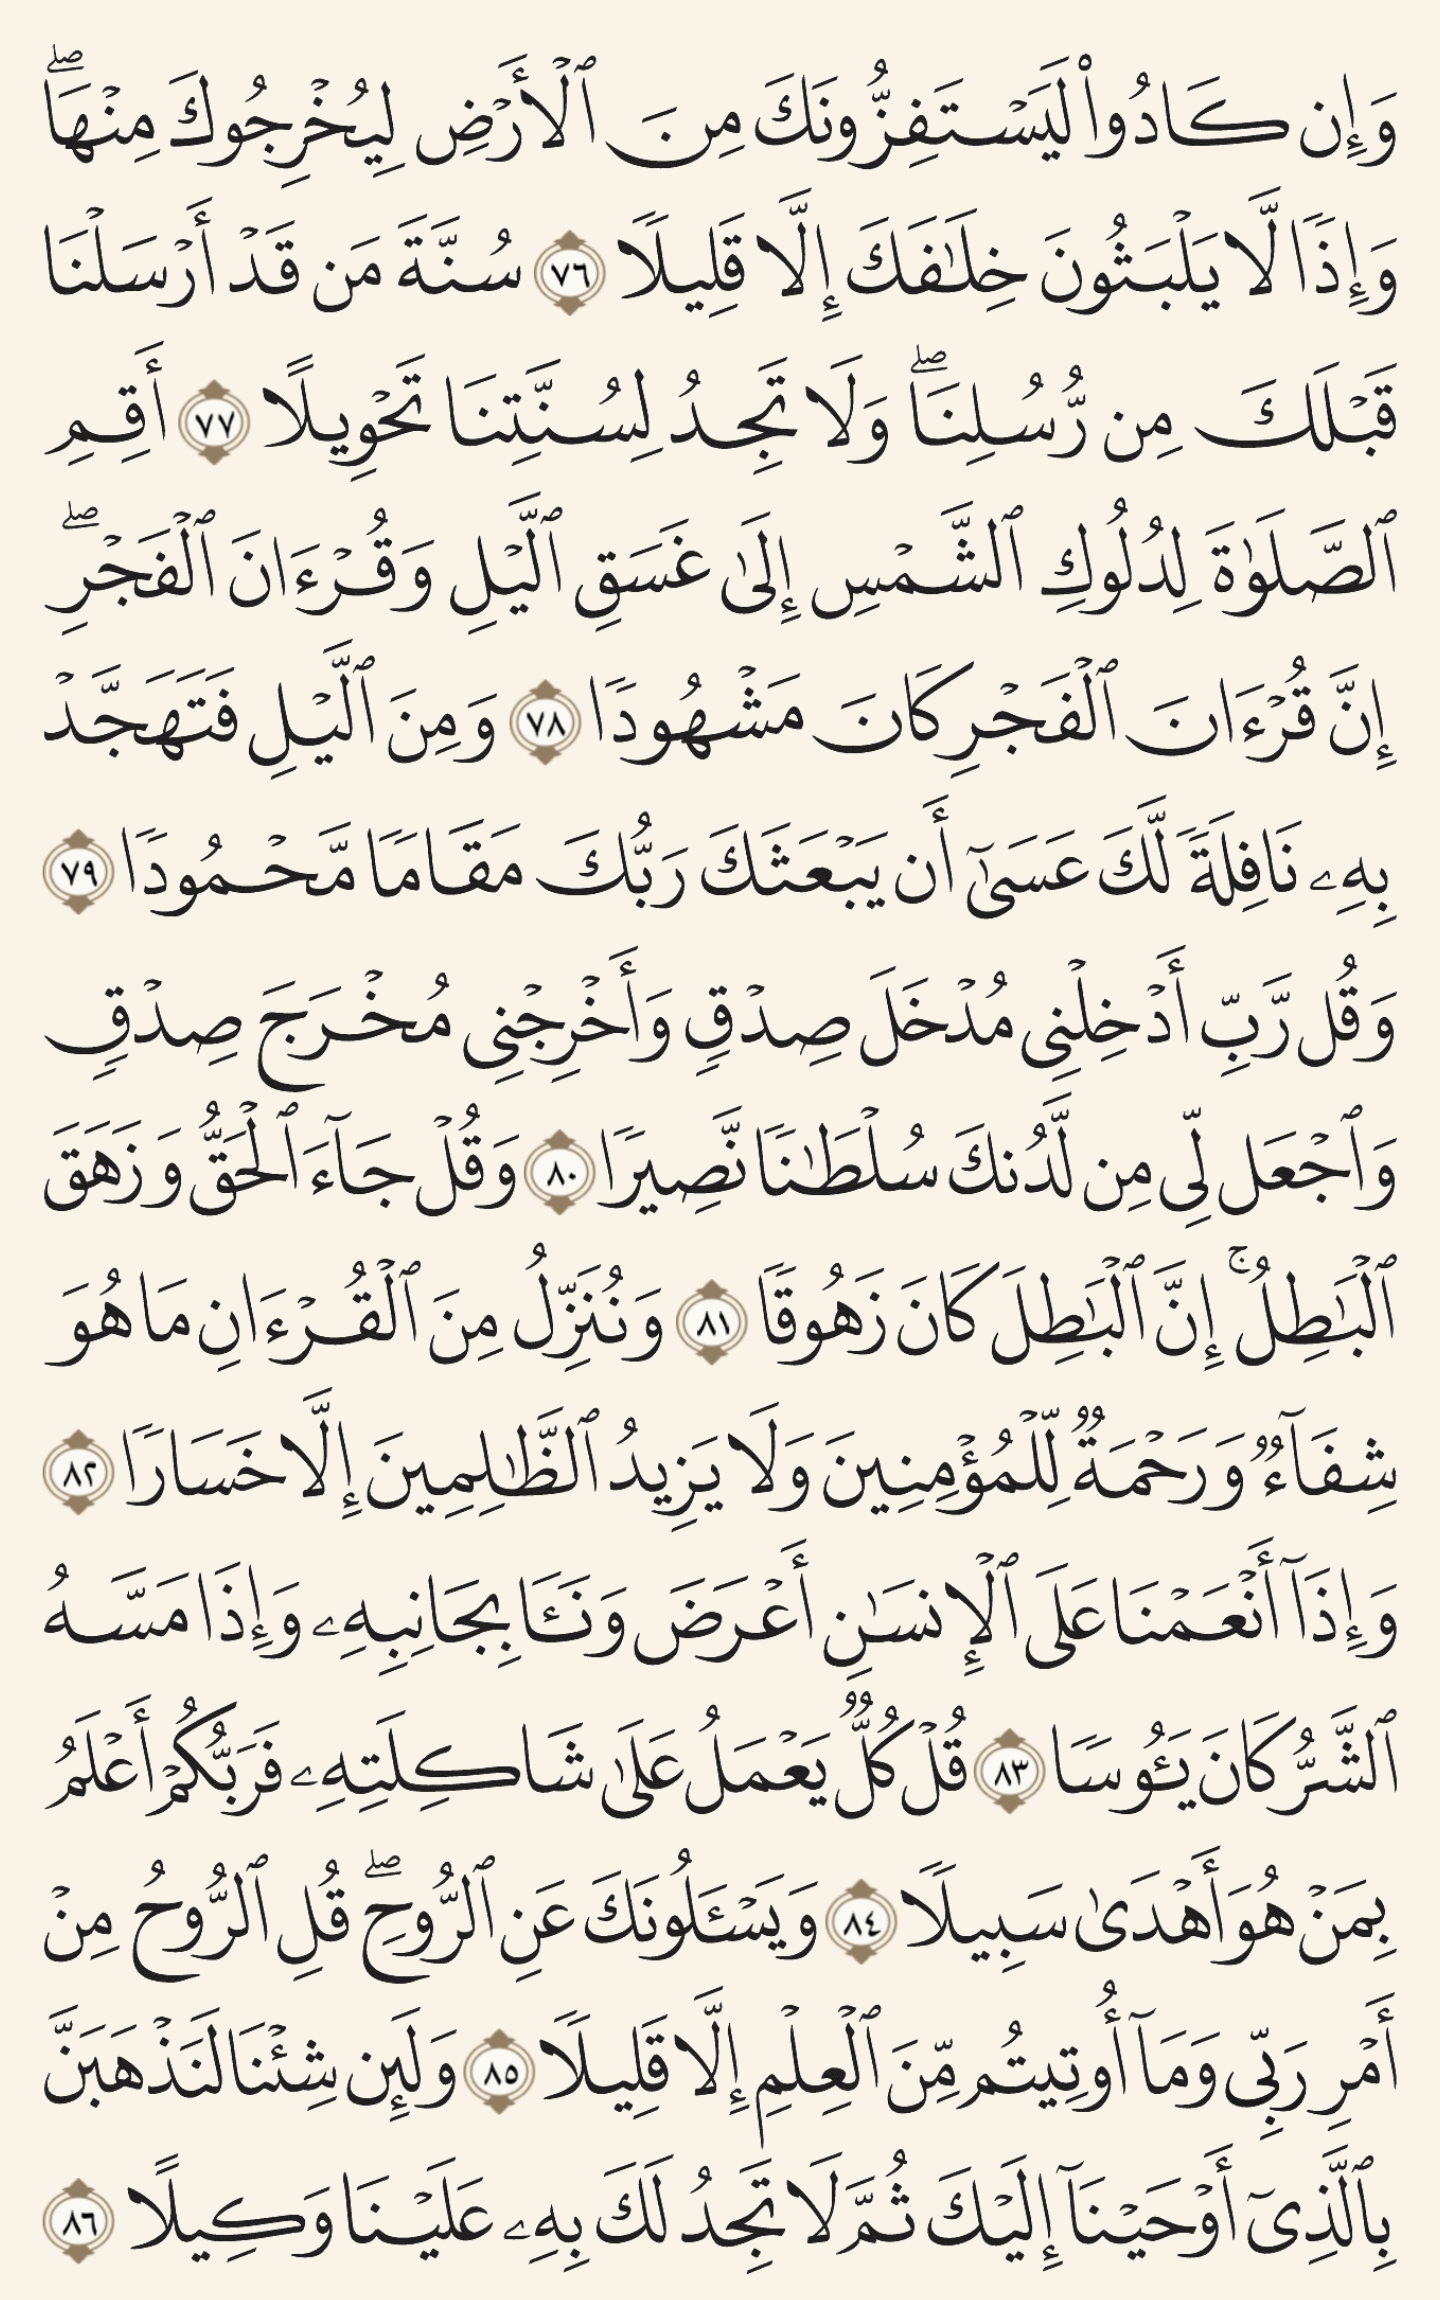 وَإِن كَادُوا۟ لَيَسْتَفِزُّونَكَ مِنَ ٱلْأَرْضِ لِيُخْرِجُوكَ مِنْهَا ۖ
وَإِذًا لَّا يَلْبَثُونَ خِلَـٰفَكَ إِلَّا قَلِيلًا ٧٦ سُنَّةَ مَن قَدْ أَرْسَلْنَا
قَبْلَكَ مِن رُّسُلِنَا ۖ وَلَا تَجِدُ لِسُنَّتِنَا تَحْوِيلًا ٧٧ أَقِمِ
ٱلصَّلَوٰةَ لِدُلُوكِ ٱلشَّمْسِ إِلَىٰ غَسَقِ ٱلَّيْلِ وَقُرْءَانَ ٱلْفَجْرِ ۖ
إِنَّ قُرْءَانَ ٱلْفَجْرِ كَانَ مَشْهُودًا ٧٨ وَمِنَ ٱلَّيْلِ فَتَهَجَّدْ
بِهِۦ نَافِلَةً لَّكَ عَسَىٰٓ أَن يَبْعَثَكَ رَبُّكَ مَقَامًا مَّحْمُودًا ٧٩
وَقُل رَّبِّ أَدْخِلْنِى مُدْخَلَ صِدْقٍ وَأَخْرِجْنِى مُخْرَجَ صِدْقٍ
وَٱجْعَل لِّى مِن لَّدُنكَ سُلْطَـٰنًا نَّصِيرًا ٨٠ وَقُلْ جَآءَ ٱلْحَقُّ وَزَهَقَ
ٱلْبَـٰطِلُ ۚ إِنَّ ٱلْبَـٰطِلَ كَانَ زَهُوقًا ٨١ وَنُنَزِّلُ مِنَ ٱلْقُرْءَانِ مَا هُوَ
شِفَآءٌ وَرَحْمَةٌ لِّلْمُؤْمِنِينَ وَلَا يَزِيدُ ٱلظَّـٰلِمِينَ إِلَّا خَسَارًا ٨٢
وَإِذَآ أَنْعَمْنَا عَلَى ٱلْإِنسَـٰنِ أَعْرَضَ وَنَـَٔا بِجَانِبِهِۦ وَإِذَا مَسَّهُ
ٱلشَّرُّ كَانَ يَـُٔوسًا ٨٣ قُلْ كُلٌّ يَعْمَلُ عَلَىٰ شَاكِلَتِهِۦ فَرَبُّكُمْ أَعْلَمُ
بِمَنْ هُوَ أَهْدَىٰ سَبِيلًا ٨٤ وَيَسْـَٔلُونَكَ عَنِ ٱلرُّوحِ ۖ قُلِ ٱلرُّوحُ مِنْ
أَمْرِ رَبِّى وَمَآ أُوتِيتُم مِّنَ ٱلْعِلْمِ إِلَّا قَلِيلًا ٨٥ وَلَئِن شِئْنَا لَنَذْهَبَنَّ
بِٱلَّذِىٓ أَوْحَيْنَآ إِلَيْكَ ثُمَّ لَا تَجِدُ لَكَ بِهِۦ عَلَيْنَا وَكِيلًا ٨٦